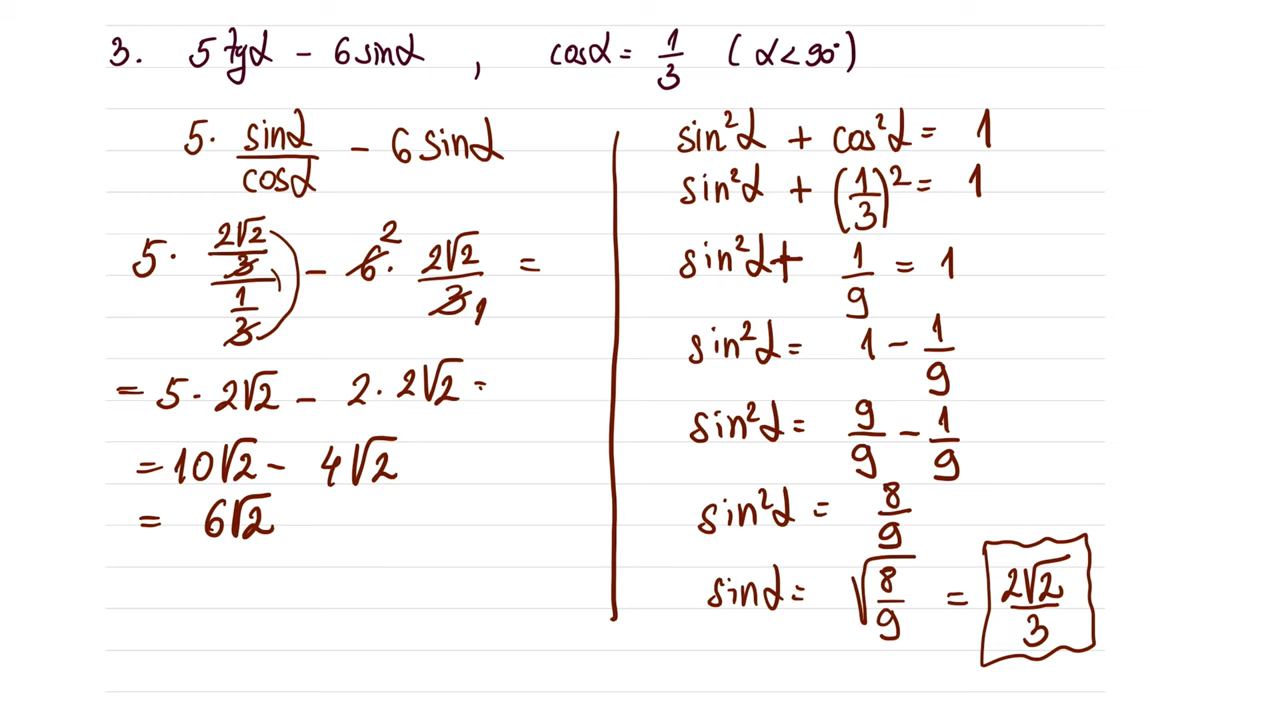 3. 5 tgα - 6 sinα , cosα = 1/3 (α < 90°)
5 · sinα/cosα - 6 sinα
5 · (2√2/3)/(1/3) - 6² · 2√2/3 1 =
= 5 · 2√2 - 2 · 2√2 =
= 10√2 - 4√2
= 6√2
sin²α + cos²α = 1
sin²α + (1/3)² = 1
sin²α + 1/9 = 1
sin²α = 1 - 1/9
sin²α = 9/9 - 1/9
sin²α = 8/9
sinα = √(8/9) = 2√2/3